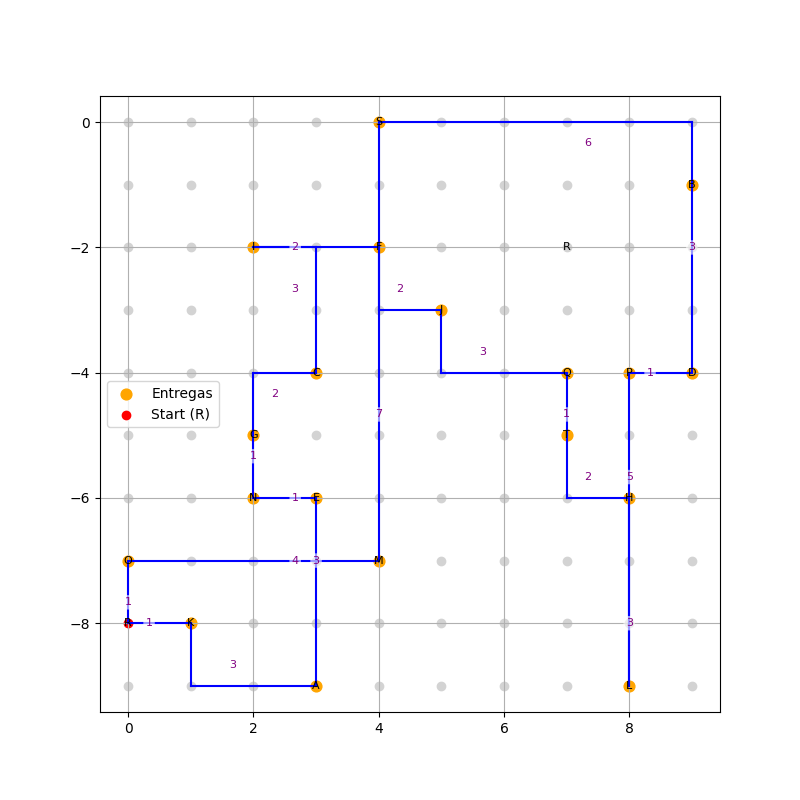 0 S
6
B
−2 I 2 F R 3
3 2
J
3
−4 C P 1 D
Entregas 2
Start (R) 7 1
G T
1
2 5
−6 N 1 E H
4 3 M
1
−8 1 K 3
3
A L
0 2 4 6 8